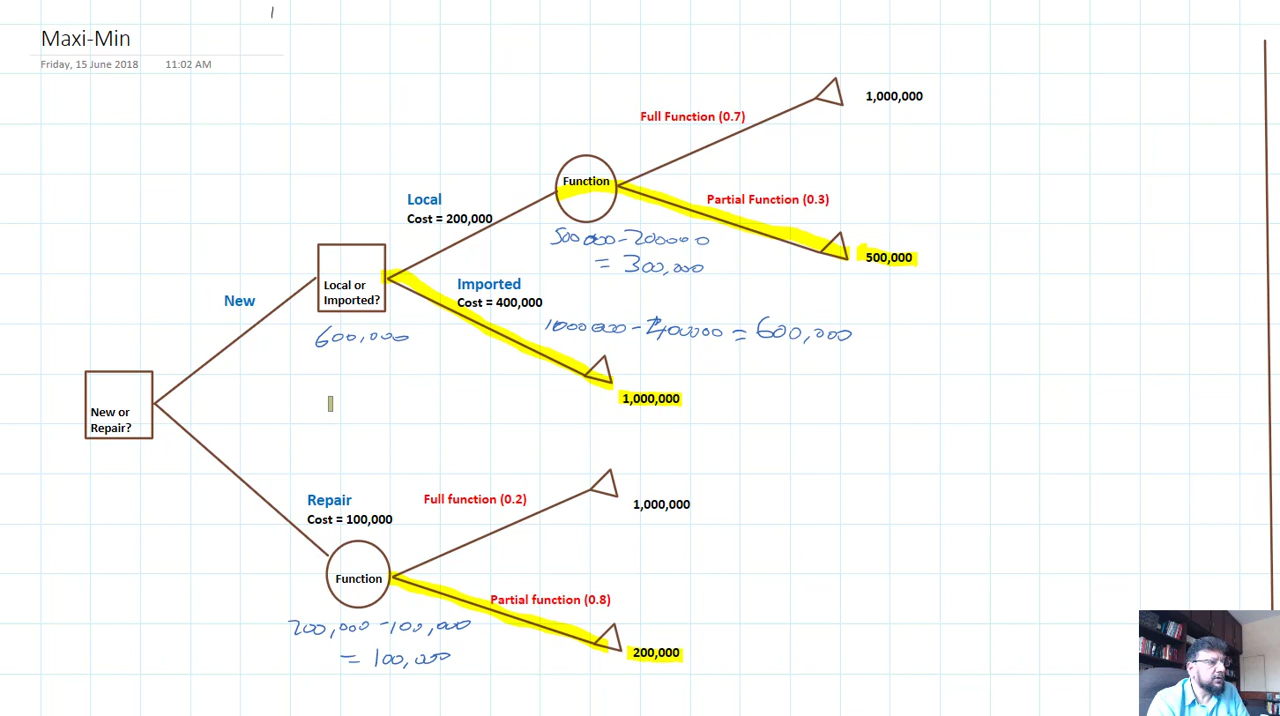 Maxi-Min
Friday, 15 June 2018 11:02 AM
1,000,000
Full Function (0.7)
Function
Local
Cost = 200,000
Partial Function (0.3)
500000-200000
= 300,000
500,000
Local or
Imported?
Imported
Cost = 400,000
New
600,000
1000000-400000 = 600,000
1,000,000
New or
Repair?
Repair
Cost = 100,000
Full function (0.2)
1,000,000
Function
Partial function (0.8)
200,000-100,000
= 100,000
200,000